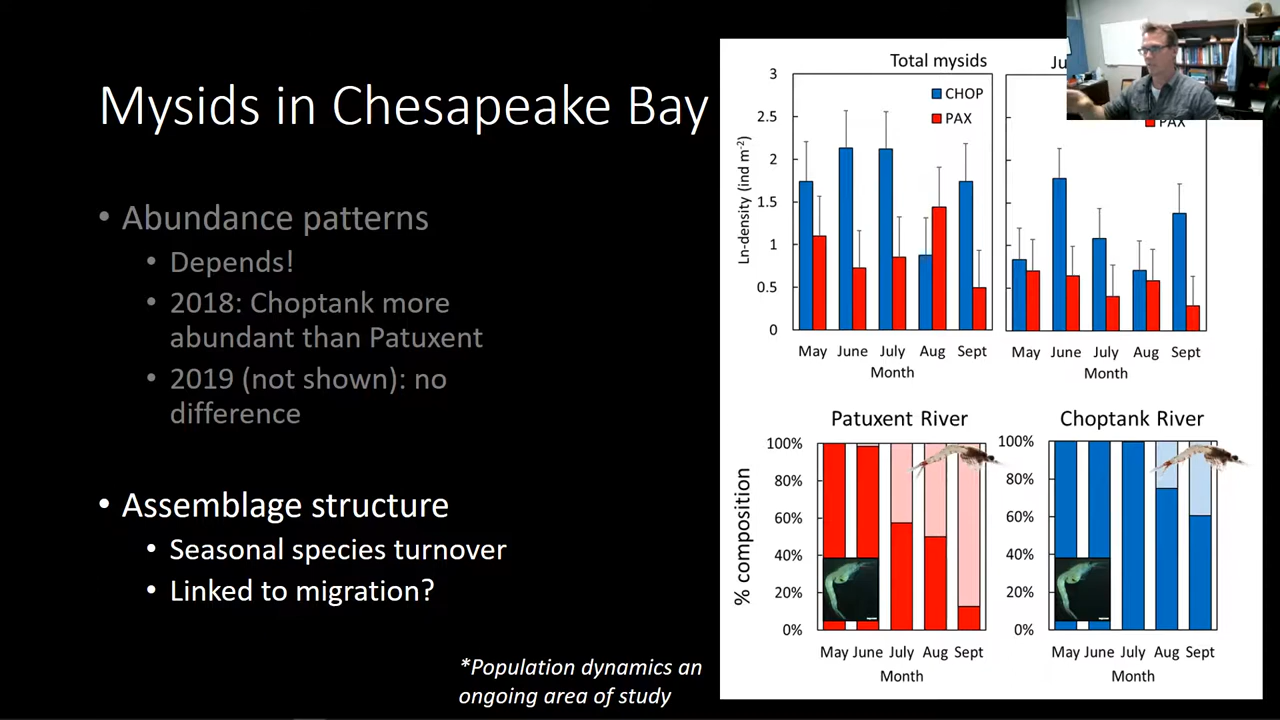 Mysids in Chesapeake Bay
• Abundance patterns
• Depends!
• 2018: Choptank more
abundant than Patuxent
• 2019 (not shown): no
difference
• Assemblage structure
• Seasonal species turnover
• Linked to migration?
*Population dynamics an
ongoing area of study
Total mysids
CHOP
PAX
Ln-density (ind m⁻²)
3
2.5
2
1.5
1
0.5
0
May June July Aug Sept
Month
Ju
PAX
May June July Aug Sept
Month
Patuxent River
% composition
100%
80%
60%
40%
20%
0%
May June July Aug Sept
Month
Choptank River
100%
80%
60%
40%
20%
0%
May June July Aug Sept
Month